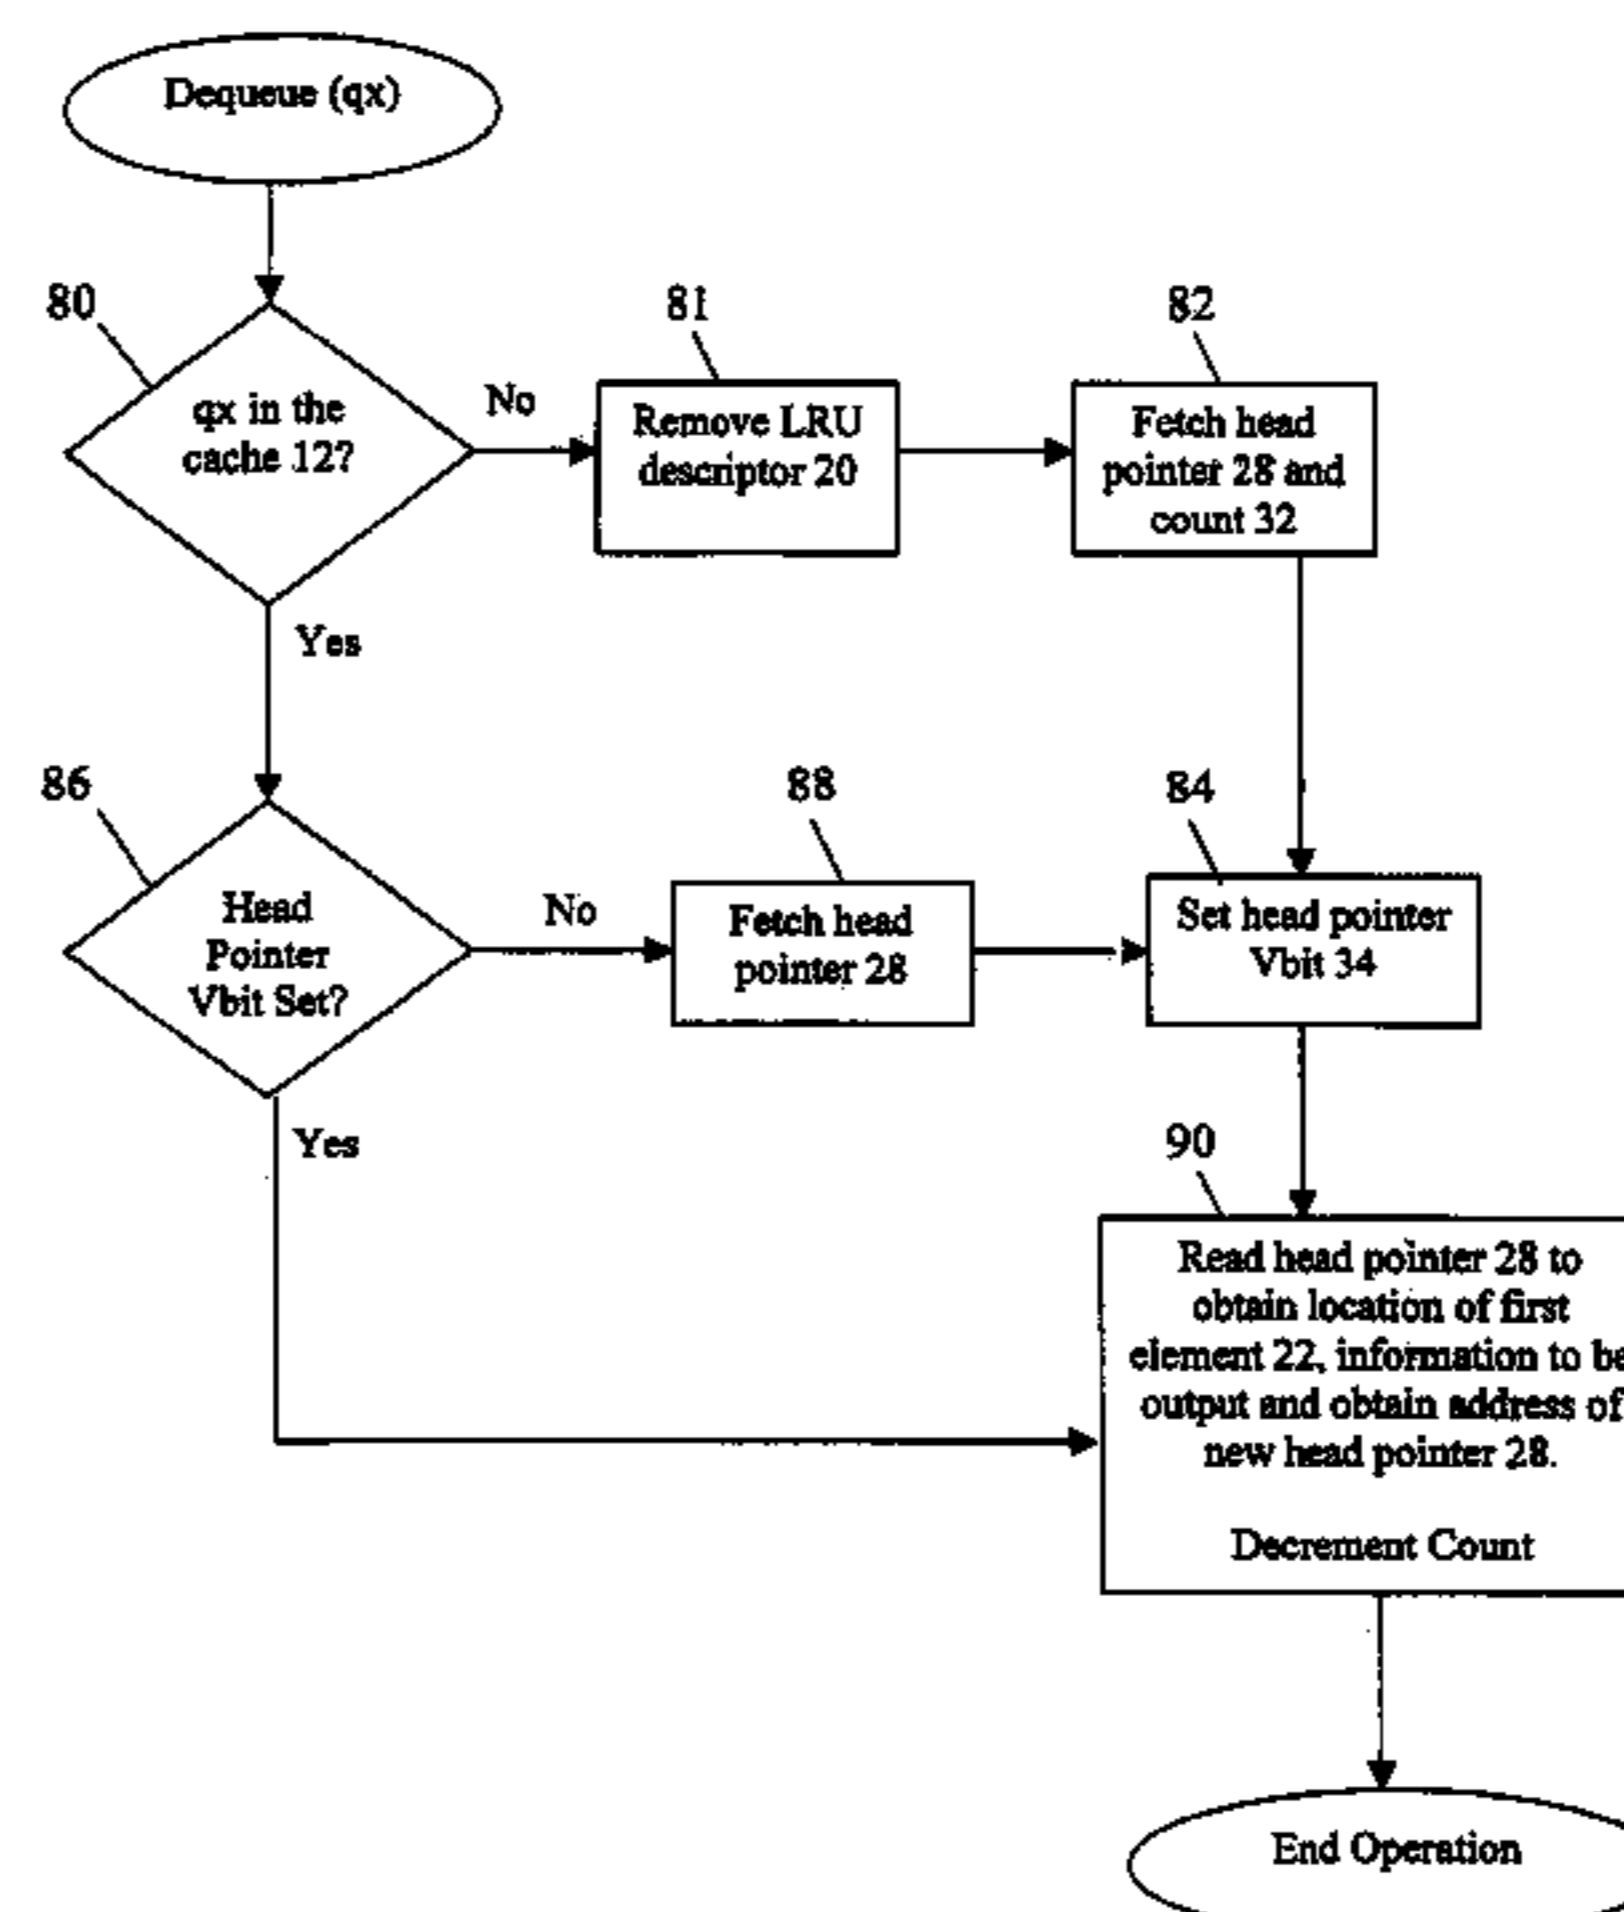 Dequeue (qx)
80
qx in the
cache 12?
No
81
Remove LRU
descriptor 20
82
Fetch head
pointer 28 and
count 32
Yes
86
Head
Pointer
Vbit Set?
No
88
Fetch head
pointer 28
84
Set head pointer
Vbit 34
Yes
90
Read head pointer 28 to
obtain location of first
element 22, information to be
output and obtain address of
new head pointer 28.
Decrement Count
End Operation